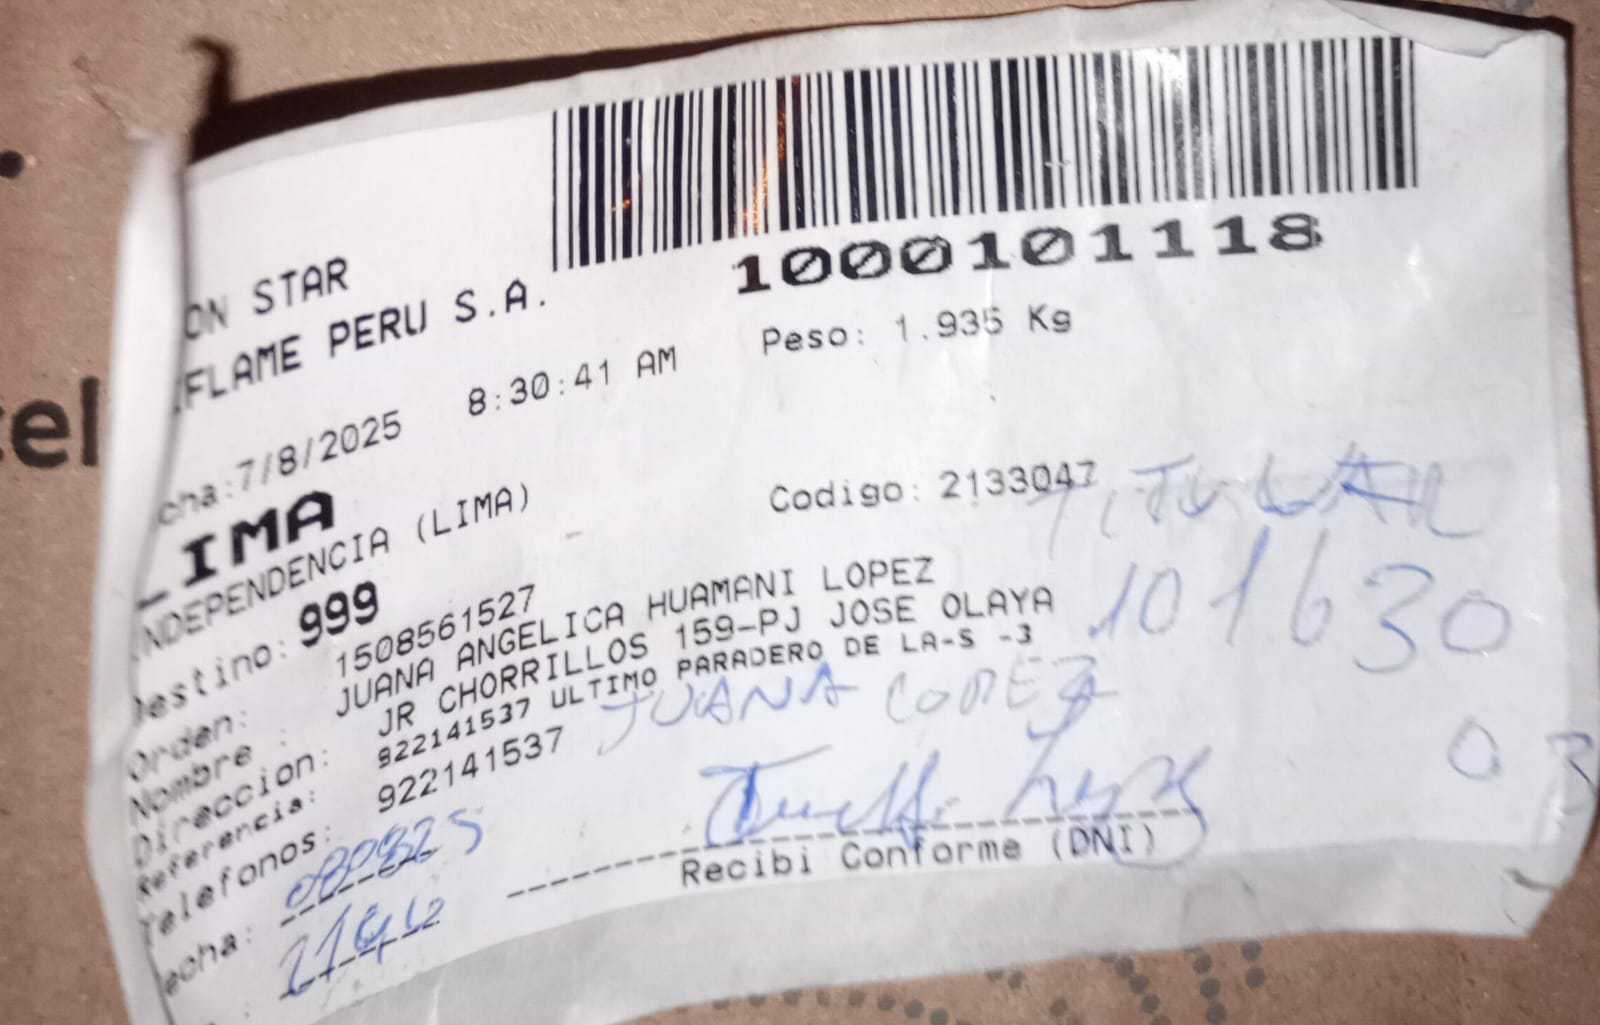 1000101118
ON STAR
FLAME PERU S.A.
Peso: 1.935 Kg
cha:7/8/2025 8:30:41 AM
LIMA
Codigo: 2133047
TITULAR
INDEPENDENCIA (LIMA)
Destino: 999
101630
Orden: 1508561527
Nombre : JUANA ANGELICA HUAMANI LOPEZ
Direccion: JR CHORRILLOS 159-PJ JOSE OLAYA
Referencia: 922141537 ULTIMO PARADERO DE LA-S -3
Telefonos: 922141537
JUANA
03
echa:
Recibi Conforme (DNI)
cel